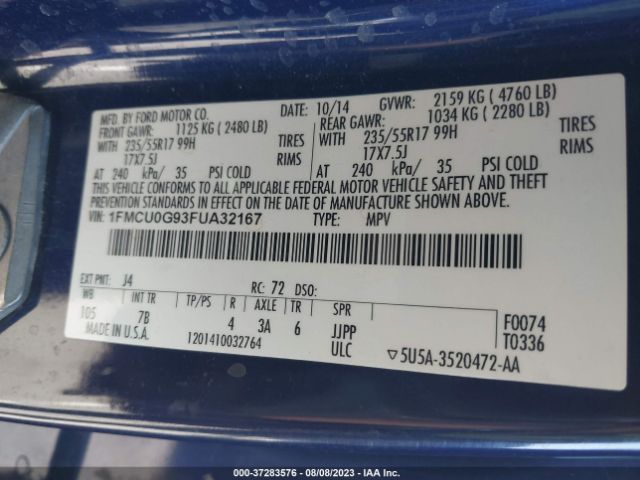 MFD. BY FORD MOTOR CO. DATE: 10/14 GVWR: 2159 KG ( 4760 LB)
FRONT GAWR: 1125 KG ( 2480 LB) REAR GAWR: 1034 KG ( 2280 LB)
WITH 235/55R17 99H TIRES WITH 235/55R17 99H TIRES
17X7.5J RIMS 17X7.5J RIMS
AT 240 kPa/ 35 PSI COLD AT 240 kPa/ 35 PSI COLD
THIS VEHICLE CONFORMS TO ALL APPLICABLE FEDERAL MOTOR VEHICLE SAFETY AND THEFT
PREVENTION STANDARDS IN EFFECT ON THE DATE OF MANUFACTURE SHOWN ABOVE.
VIN: 1FMCU0G93FUA32167 TYPE: MPV
EXT PNT: J4 RC: 72 DSO:
WB INT TR TP/PS R AXLE TR SPR
105 7B 4 3A 6 JJPP F0074
MADE IN U.S.A. 1201410032764 ULC T0336
▽5U5A-3520472-AA
000-37283576 - 08/08/2023 - IAA Inc.